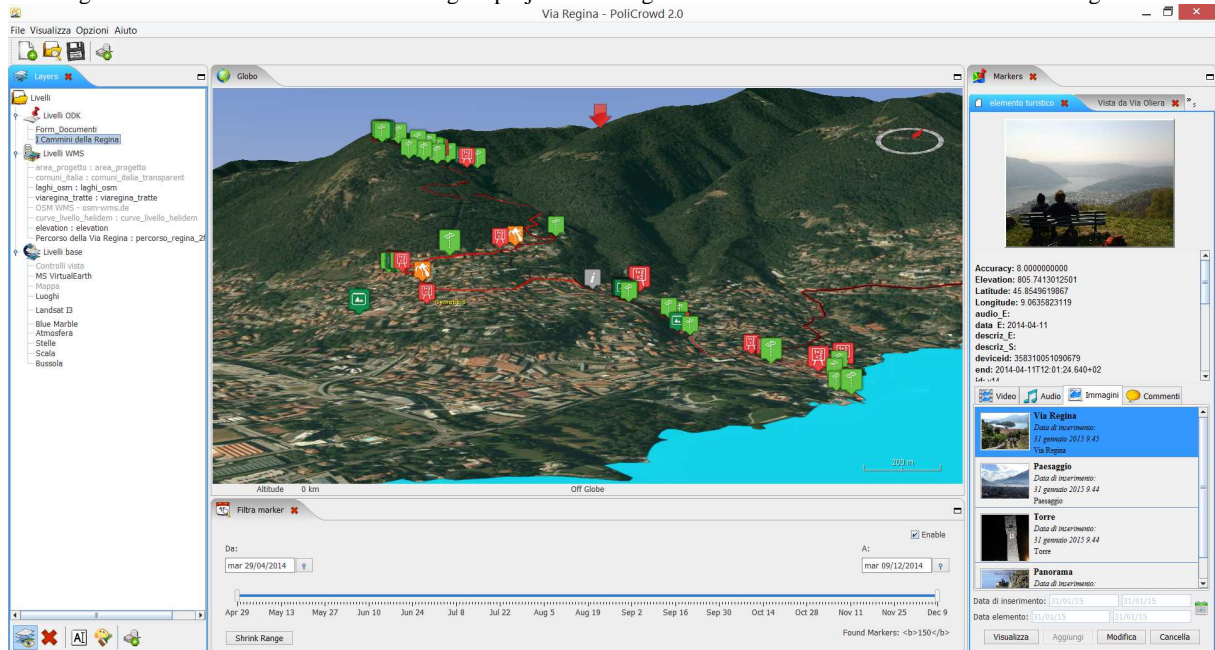 Via Regina - PoliCrowd 2.0
File Visualizza Opzioni Aiuto
Layers
Livelli
Livelli ODK
Form_Documenti
I Cammini della Regina
Livelli WMS
area_progetto : area_progetto
comuni_italia : comuni_italia_transparent
laghi_osm : laghi_osm
viaregina_tratte : viaregina_tratte
OSM WMS - osm-wms.de
curve_livello_helidem : curve_livello_helidem
elevation : elevation
Percorso della Via Regina : percorso_regina_2f
Livelli base
Controlli vista
MS VirtualEarth
Mappa
Luoghi
Landsat I3
Blue Marble
Atmosfera
Stelle
Scala
Bussola
Globo
200 m
Altitude 0 km Off Globe
Filtra marker
Enable
Da: A:
mar 29/04/2014 mar 09/12/2014
Apr 29 May 13 May 27 Jun 10 Jun 24 Jul 8 Jul 22 Aug 5 Aug 19 Sep 2 Sep 16 Sep 30 Oct 14 Oct 28 Nov 11 Nov 25 Dec 9
Shrink Range Found Markers: <b>150</b>
Markers
elemento turistico Vista da Via Oliera »5
Accuracy: 8.0000000000
Elevation: 805.7413012501
Latitude: 45.8549619867
Longitude: 9.0635823119
audio_E:
data_E: 2014-04-11
descriz_E:
descriz_S:
deviceid: 358310051090679
end: 2014-04-11T12:01:24.640+02
Video Audio Immagini Commenti
Via Regina
Data di inserimento:
31 gennaio 2015 9.45
Via Regina
Paesaggio
Data di inserimento:
31 gennaio 2015 9.44
Paesaggio
Torre
Data di inserimento:
31 gennaio 2015 9.44
Torre
Panorama
Data di inserimento:
Data di inserimento: 31/01/15 31/01/15
Data elemento: 31/01/15 31/01/15
Visualizza Aggiungi Modifica Cancella